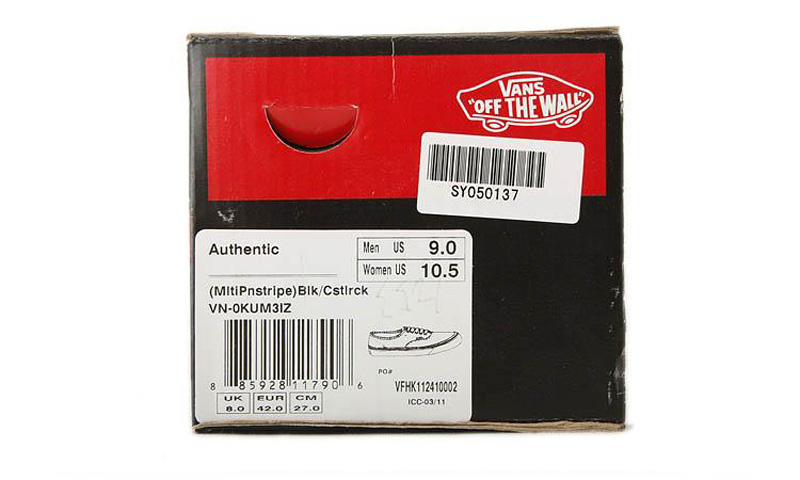 VANS
"OFF THE WALL"
SY050137
Authentic
Men US 9.0
Women US 10.5
(MltiPnstripe)Blk/Cstlrck
VN-0KUM3IZ
8 85928 11790 6
PO#
VFHK112410002
ICC-03/11
UK EUR CM
8.0 42.0 27.0